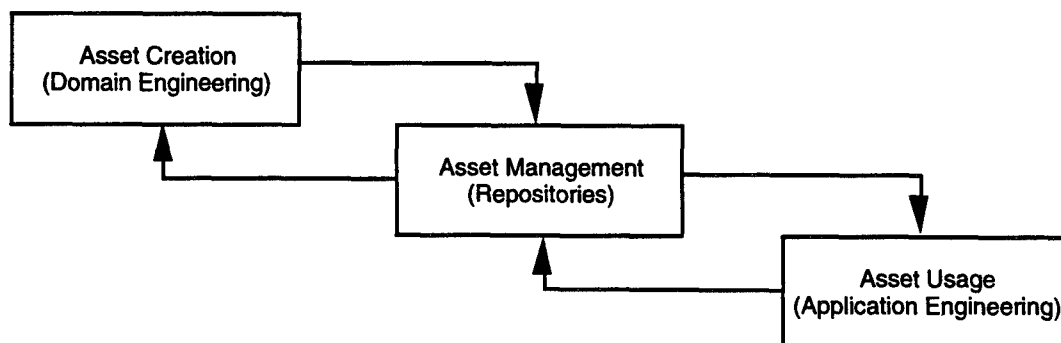 Asset Creation
(Domain Engineering)
Asset Management
(Repositories)
Asset Usage
(Application Engineering)